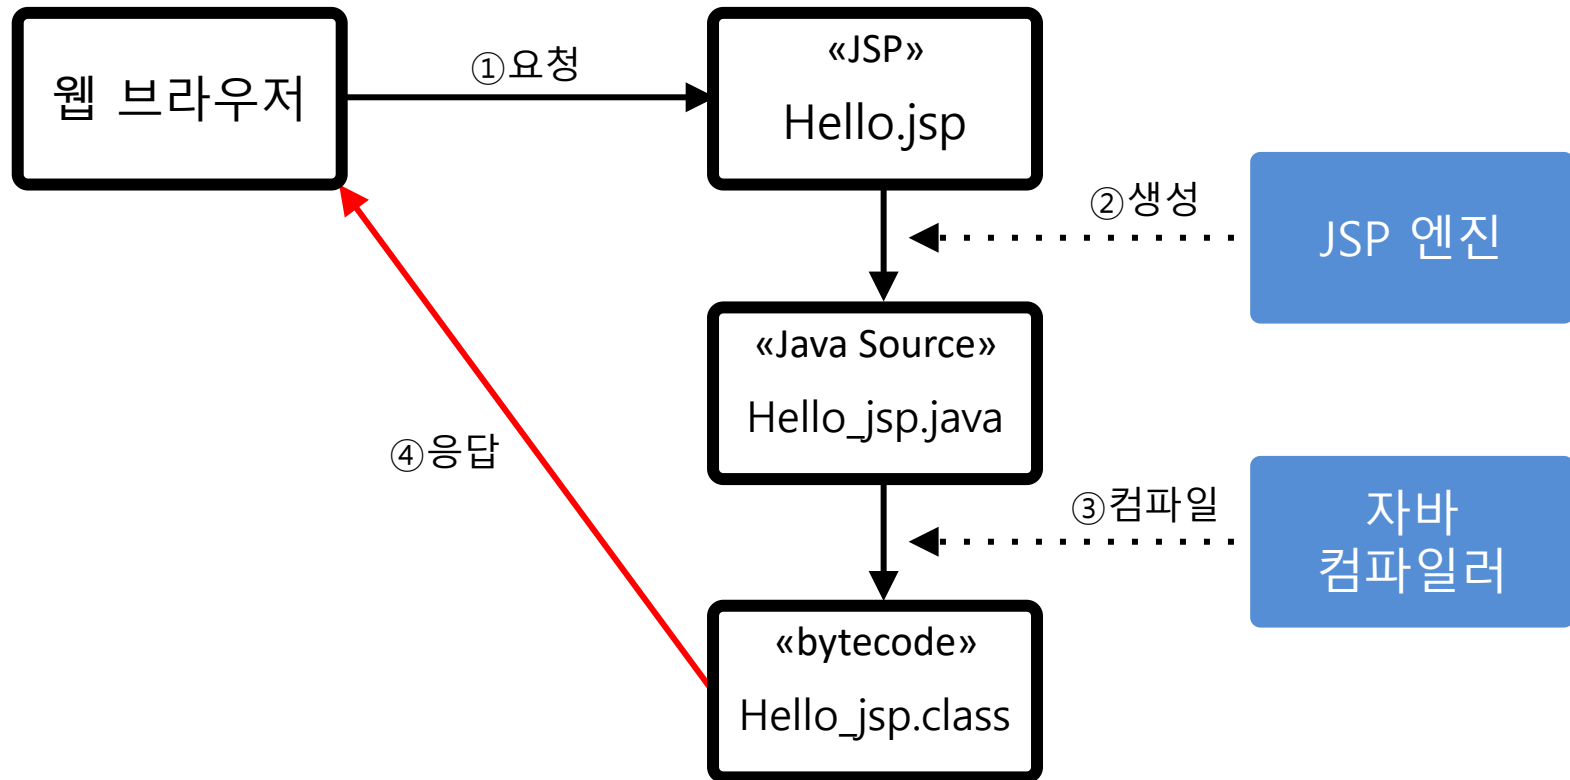 웹 브라우저
①요청
«JSP»
Hello.jsp
②생성
JSP 엔진
«Java Source»
Hello_jsp.java
④응답
③컴파일
자바
컴파일러
«bytecode»
Hello_jsp.class